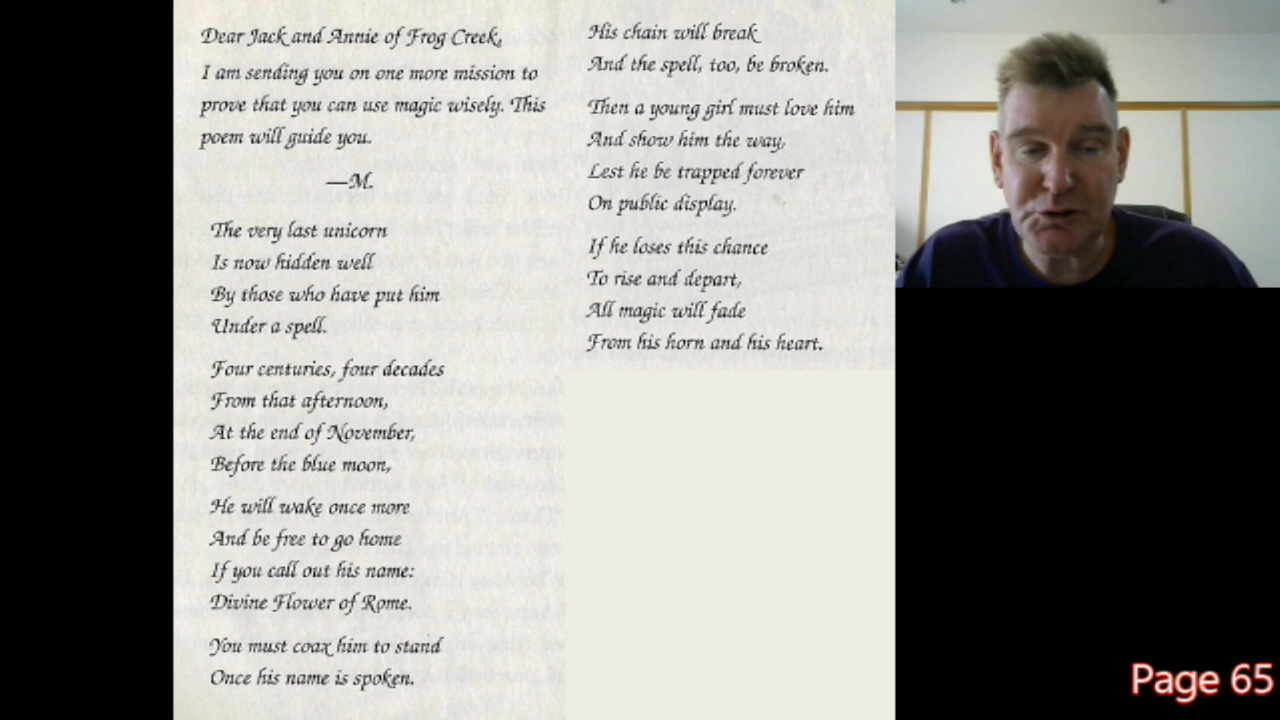 Dear Jack and Annie of Frog Creek,
I am sending you on one more mission to
prove that you can use magic wisely. This
poem will guide you.
—M.
The very last unicorn
Is now hidden well
By those who have put him
Under a spell.
Four centuries, four decades
From that afternoon,
At the end of November,
Before the blue moon,
He will wake once more
And be free to go home
If you call out his name:
Divine Flower of Rome.
You must coax him to stand
Once his name is spoken.
His chain will break
And the spell, too, be broken.
Then a young girl must love him
And show him the way,
Lest he be trapped forever
On public display.
If he loses this chance
To rise and depart,
All magic will fade
From his horn and his heart.
Page 65